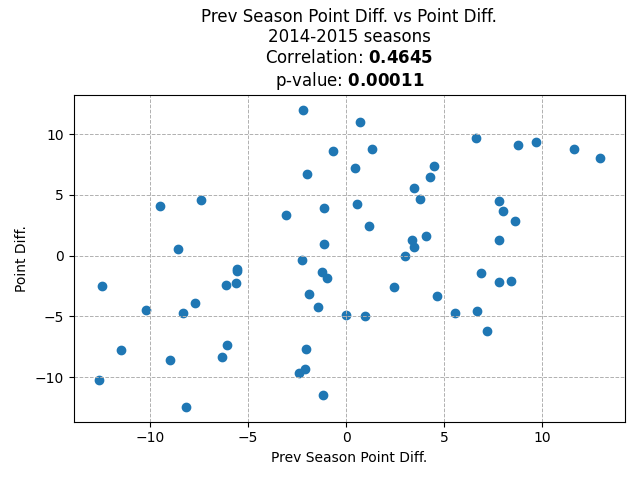 Prev Season Point Diff. vs Point Diff.
2014-2015 seasons
Correlation: 0.4645
p-value: 0.00011
10
5
0
−5
−10
Point Diff.
−10 −5 0 5 10
Prev Season Point Diff.